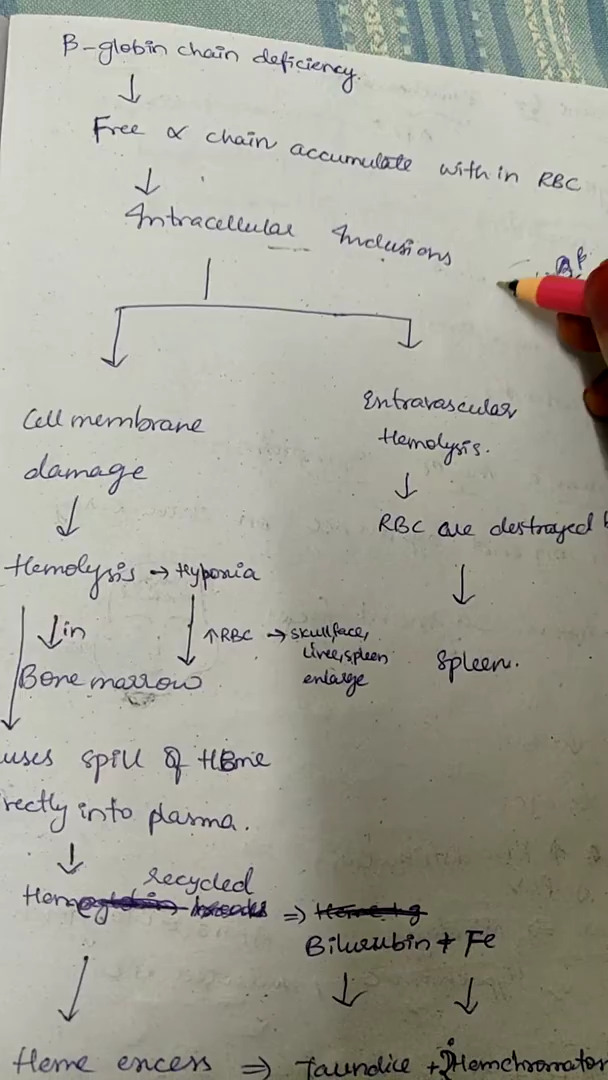 β-globin chain deficiency.
Free α chain accumulate with in RBC
Intracellular Inclusions
Cell membrane
damage
Extravascular
Hemolysis.
RBC are destroyed
Hemolysis → Hypoxia
in
↑RBC → skull, face,
liver, spleen
enlarge
Spleen.
Bone marrow
uses spill of Heme
rectly into plasma.
recycled
Heme ⇒
Bilirubin + Fe
Heme excess ⇒ Jaundice + Hemchromator